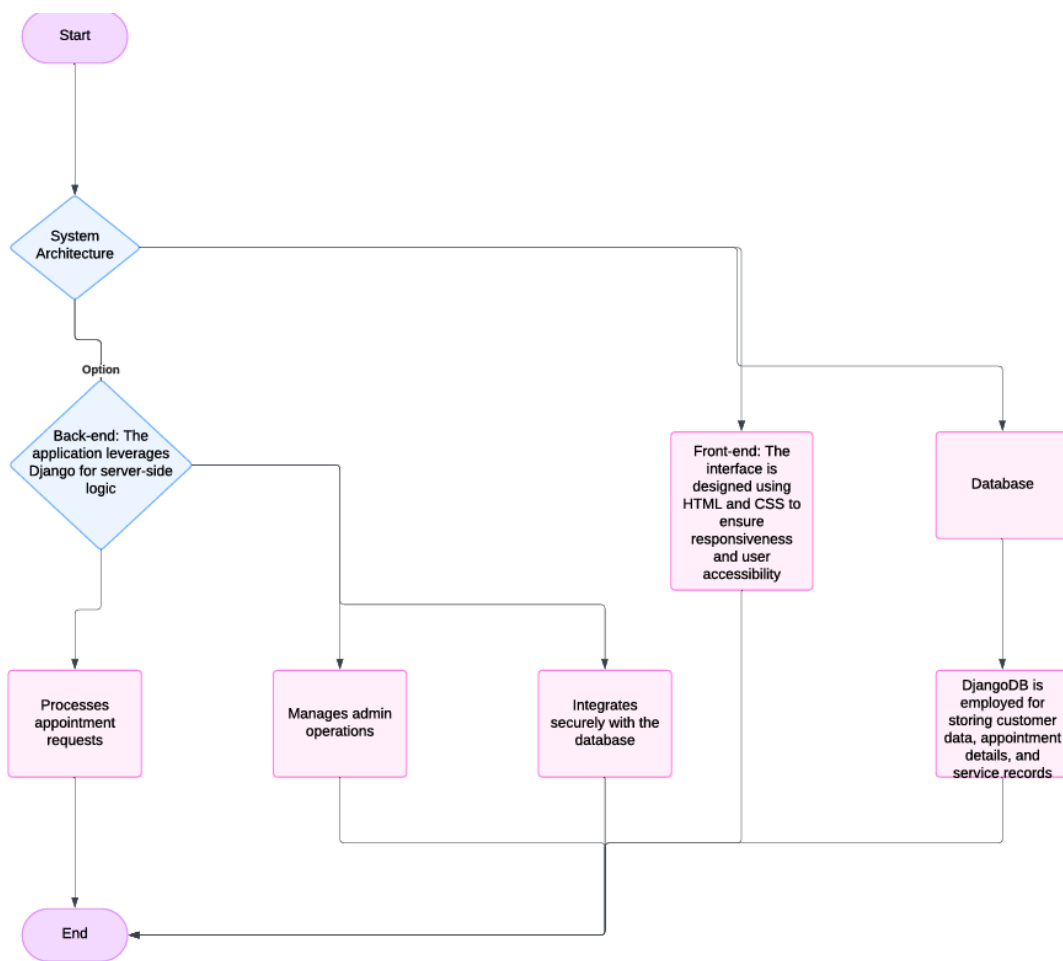 Start
System
Architecture
Option
Back-end: The
application leverages
Django for server-side
logic
Front-end: The
interface is
designed using
HTML and CSS to
ensure
responsiveness
and user
accessibility
Database
Processes
appointment
requests
Manages admin
operations
Integrates
securely with the
database
DjangoDB is
employed for
storing customer
data, appointment
details, and
service records
End